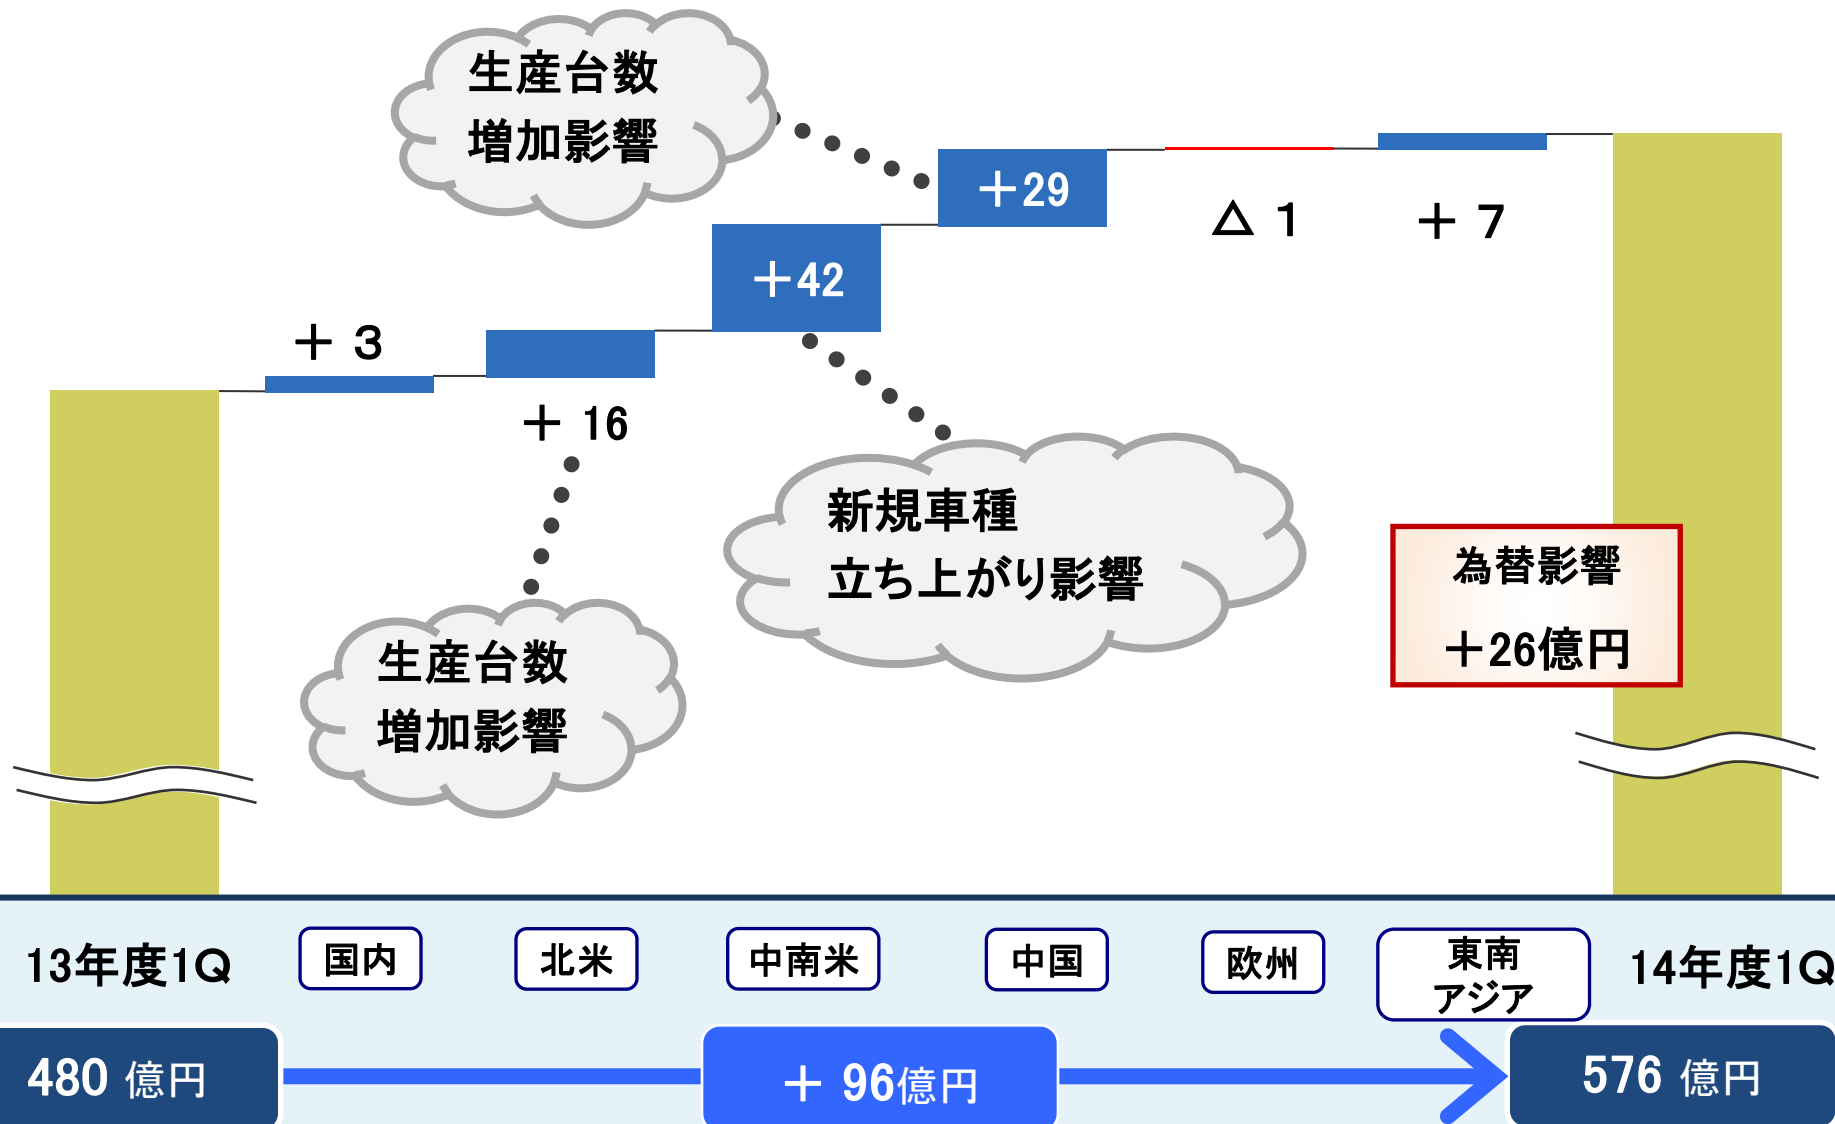 生産台数
増加影響
＋29
△ 1
＋ 7
＋42
＋ 3
＋ 16
新規車種
立ち上がり影響
為替影響
＋26億円
生産台数
増加影響
13年度1Q
国内
北米
中南米
中国
欧州
東南
アジア
14年度1Q
480 億円
＋ 96億円
576 億円